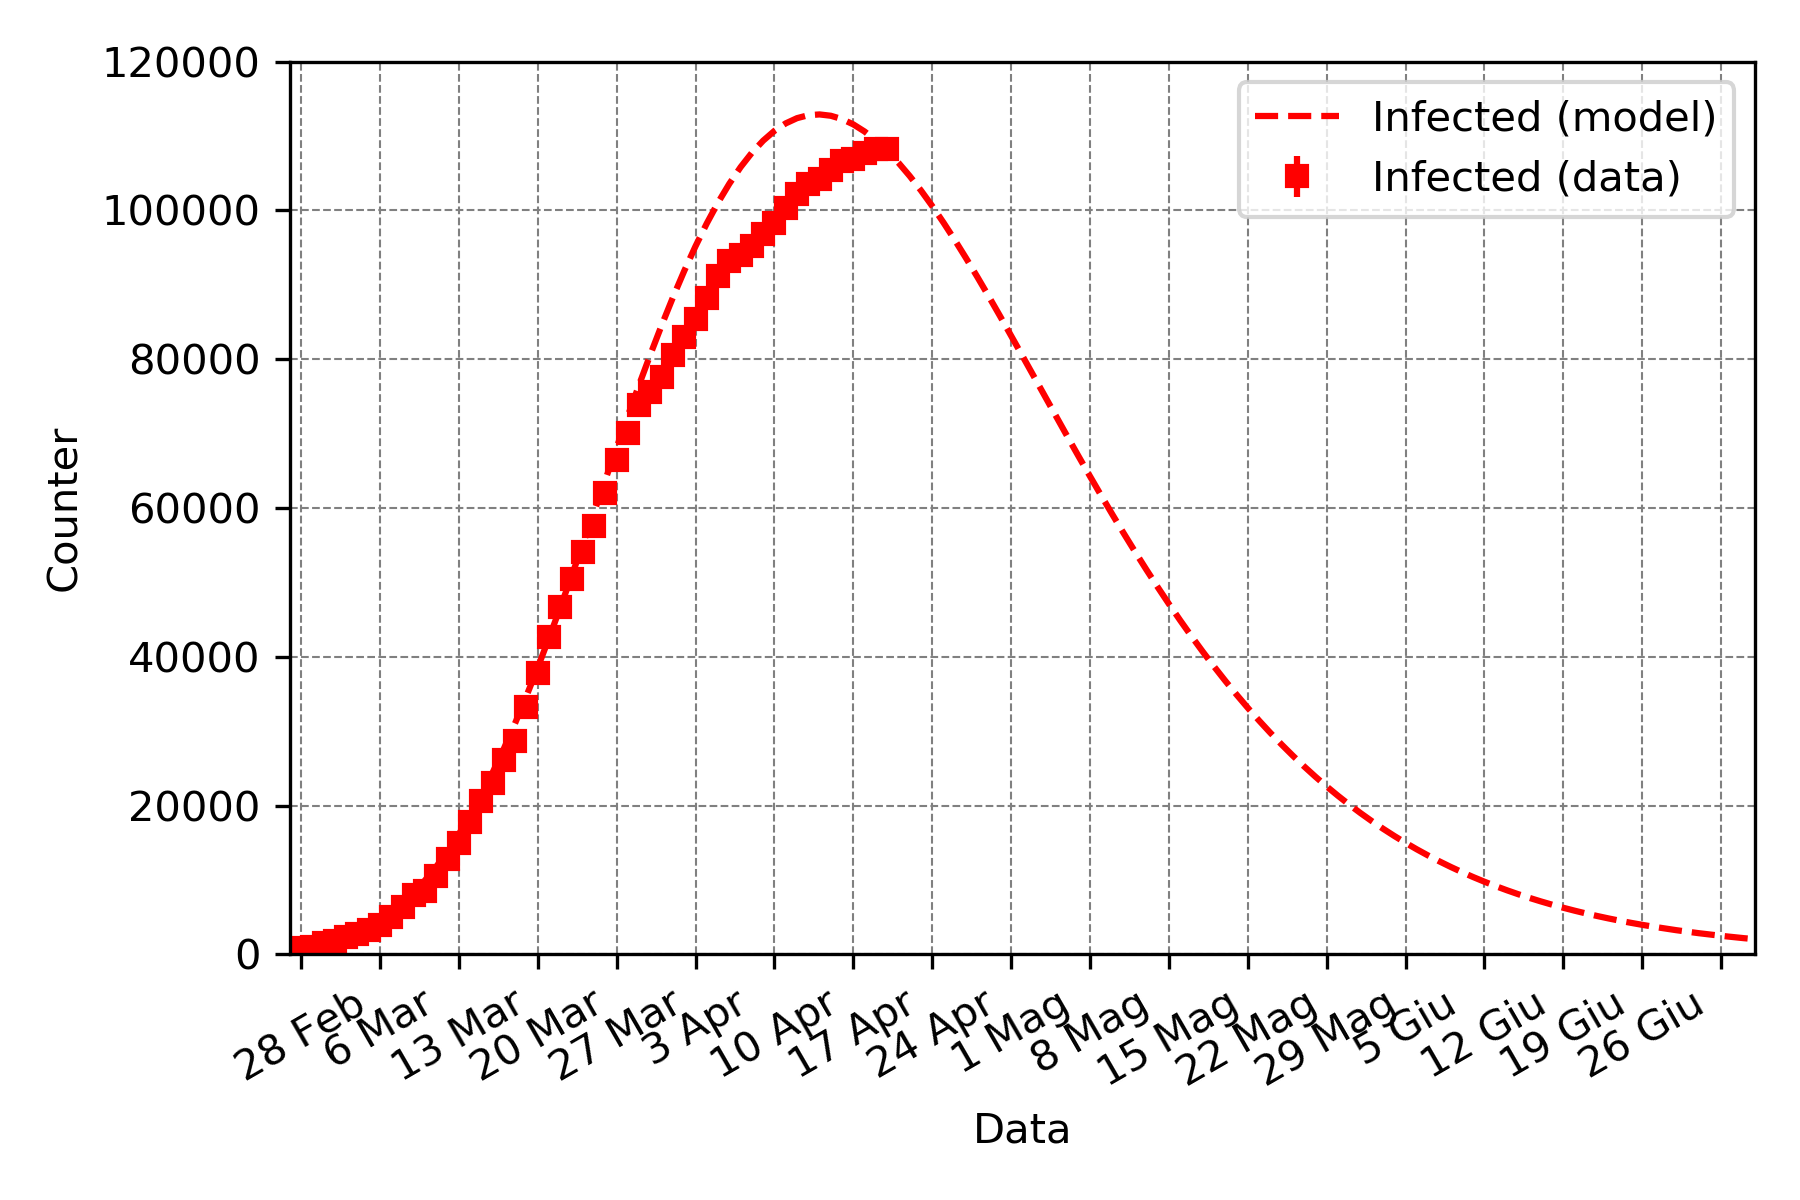 120000
100000
80000
60000
40000
20000
0
Counter
Infected (model)
Infected (data)
28 Feb
6 Mar
13 Mar
20 Mar
27 Mar
3 Apr
10 Apr
17 Apr
24 Apr
1 Mag
8 Mag
15 Mag
22 Mag
29 Mag
5 Giu
12 Giu
19 Giu
26 Giu
Data